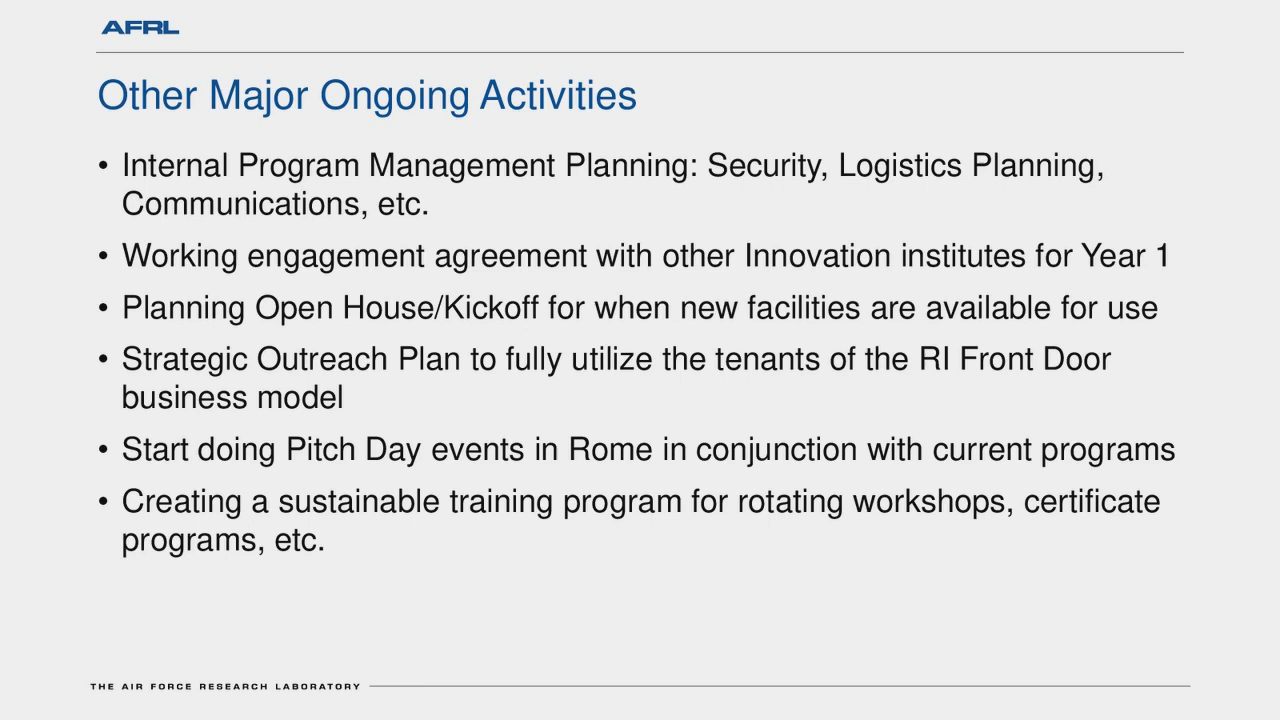 AFRL
Other Major Ongoing Activities
• Internal Program Management Planning: Security, Logistics Planning,
Communications, etc.
• Working engagement agreement with other Innovation institutes for Year 1
• Planning Open House/Kickoff for when new facilities are available for use
• Strategic Outreach Plan to fully utilize the tenants of the RI Front Door
business model
• Start doing Pitch Day events in Rome in conjunction with current programs
• Creating a sustainable training program for rotating workshops, certificate
programs, etc.
THE AIR FORCE RESEARCH LABORATORY